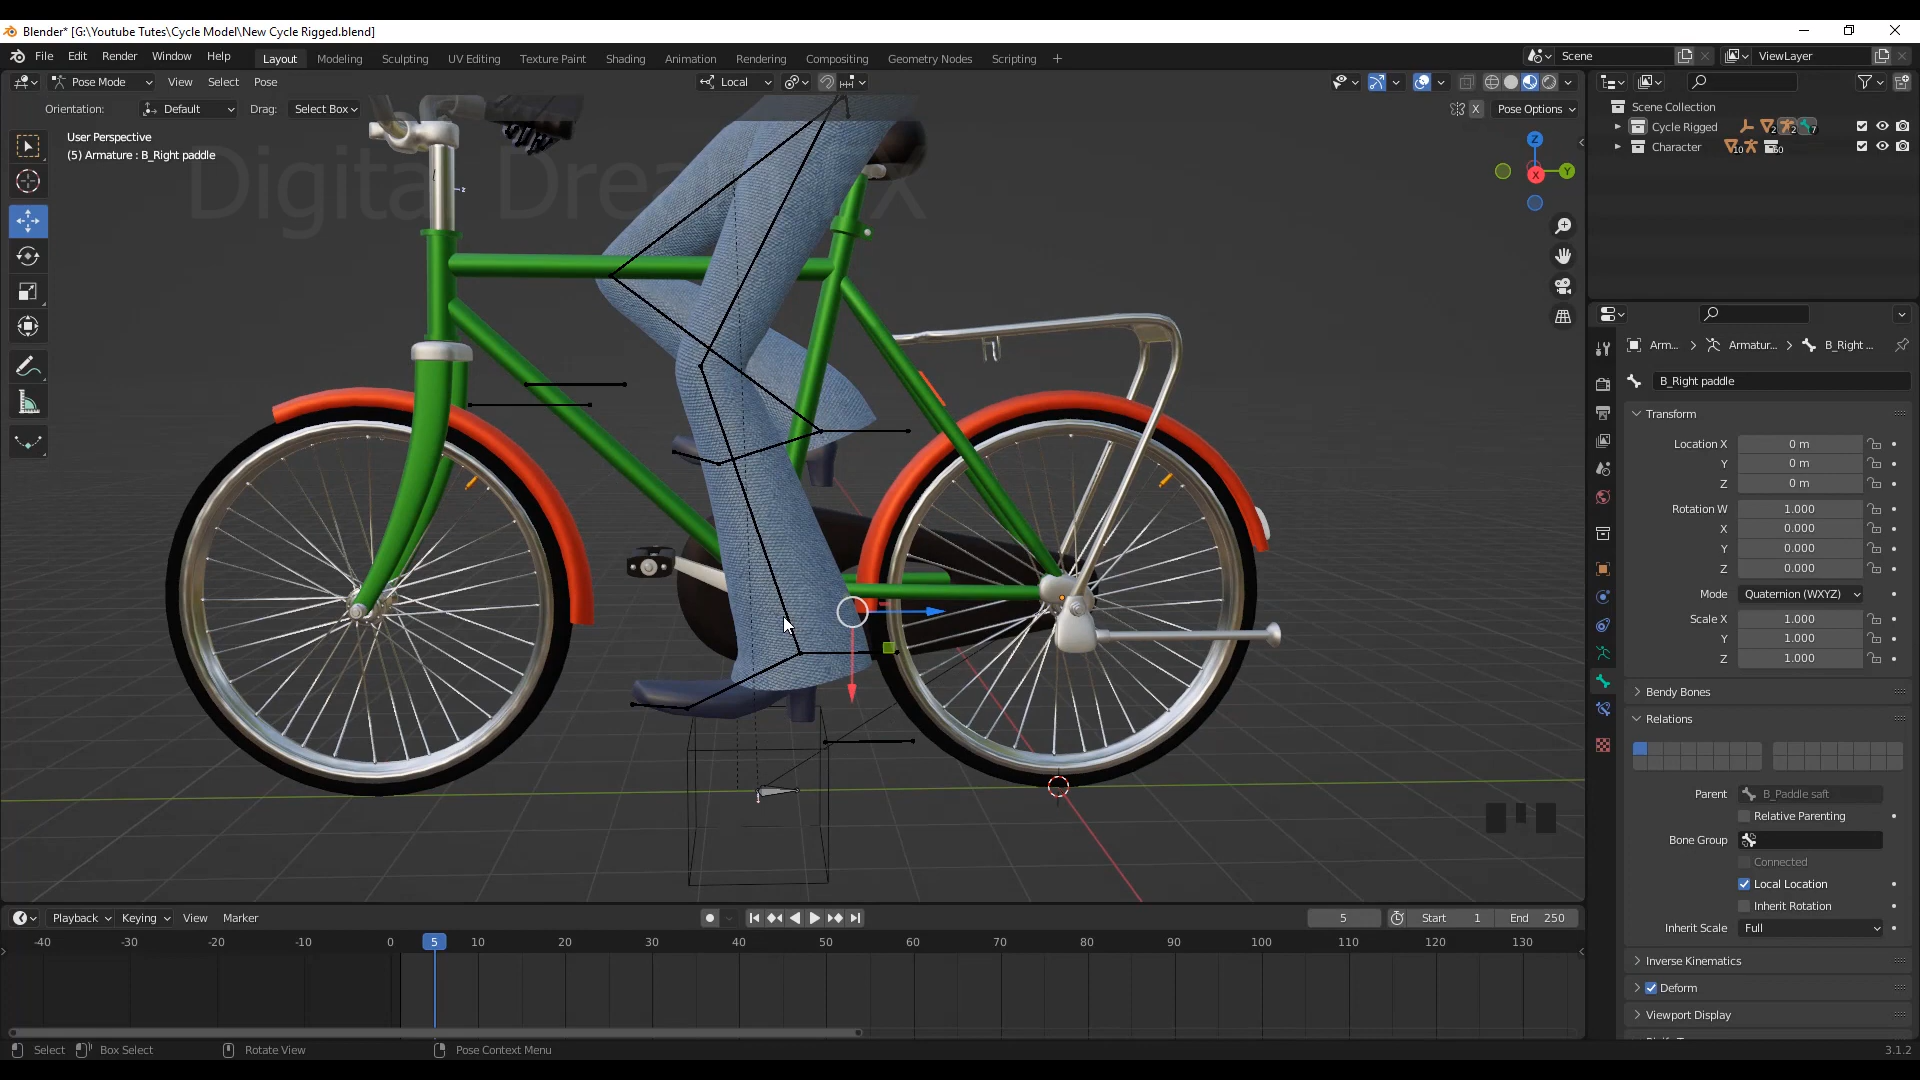 Blender* [G:\Youtube Tutes\Cycle Model\New Cycle Rigged.blend]
File Edit Render Window Help Layout Modeling Sculpting UV Editing Texture Paint Shading Animation Rendering Compositing Geometry Nodes Scripting + Scene ViewLayer
Pose Mode View Select Pose Local
Orientation: Default Drag: Select Box X Pose Options
User Perspective
(5) Armature : B_Right paddle
Digital Dre X
Z
Y
X
Scene Collection
Cycle Rigged 2 2 7
Character 10 60
Arm... Armatur... B_Right ...
B_Right paddle
Transform
Location X 0 m
Y 0 m
Z 0 m
Rotation W 1.000
X 0.000
Y 0.000
Z 0.000
Mode Quaternion (WXYZ)
Scale X 1.000
Y 1.000
Z 1.000
Bendy Bones
Relations
Parent B_Paddle saft
Relative Parenting
Bone Group
Connected
Local Location
Inherit Rotation
Inherit Scale Full
Inverse Kinematics
Deform
Viewport Display
Playback Keying View Marker 5 Start 1 End 250
-40 -30 -20 -10 0 5 10 20 30 40 50 60 70 80 90 100 110 120 130
Select Box Select Rotate View Pose Context Menu 3.1.2